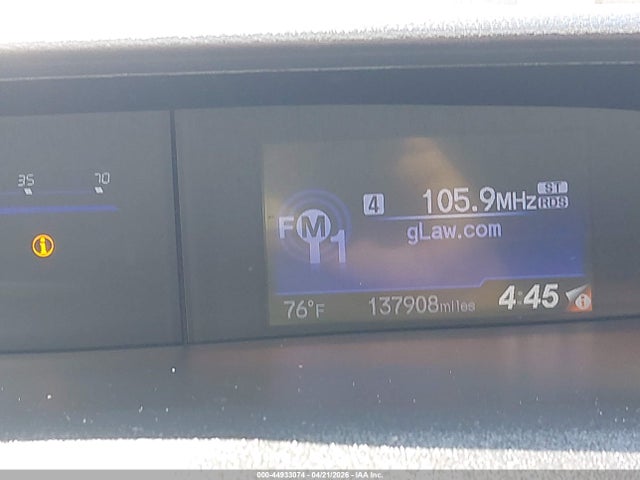 35 70
i
4 105.9MHz ST
RDS
FM1
gLaw.com
76°F 137908miles 4:45 i
000-44933074 - 04/21/2026 - IAA Inc.